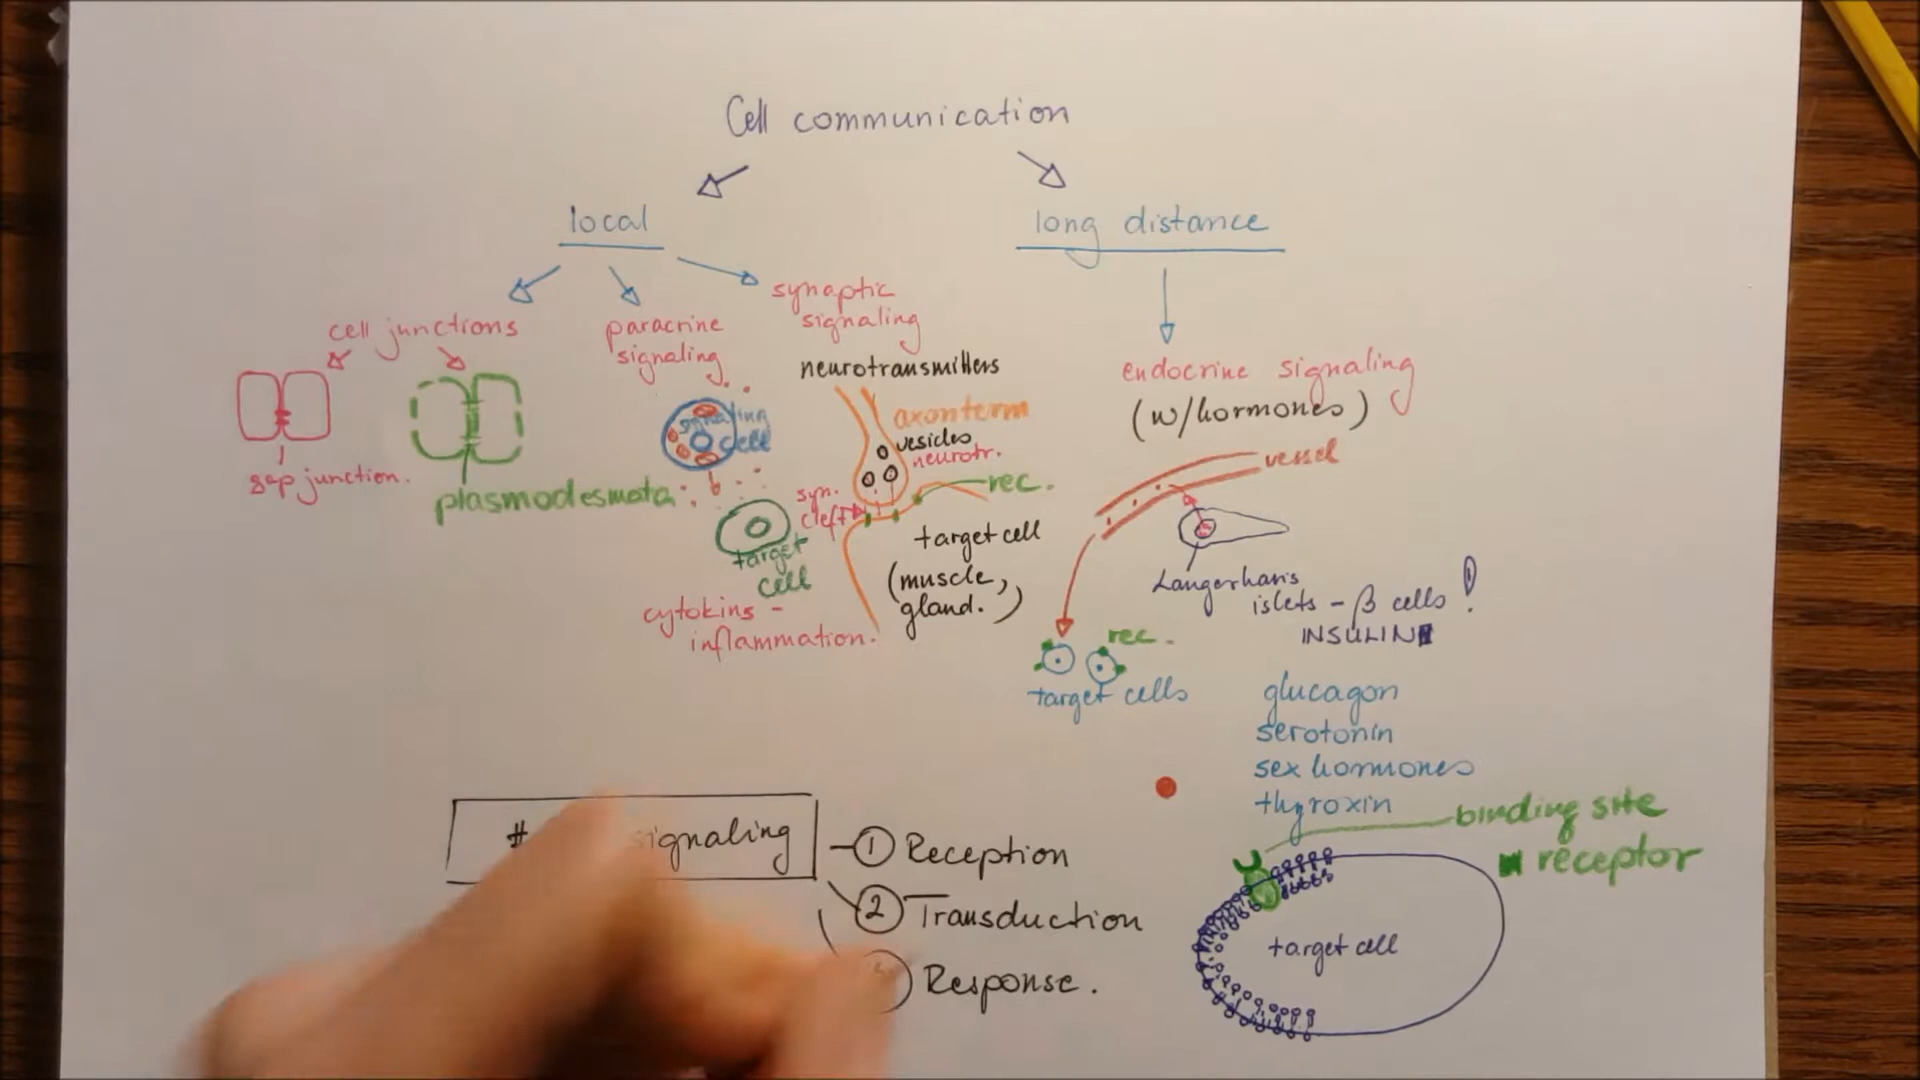 Cell communication
local
long distance
cell junctions
paracrine
signaling
synaptic
signaling
neurotransmitters
endocrine signaling
(w/hormones)
gap junction.
plasmodesmata
signaling
cell
target
cell
cytokins -
inflammation.
axonterm
vesicles
neurotr.
syn.
cleft
rec.
target cell
(muscle,
gland.)
vessel
Langerhans
islets - β cells !
INSULIN
rec.
target cells
glucagon
serotonin
sex hormones
thyroxin
binding site
receptor
target cell
# signaling
1 Reception
2 Transduction
Response.